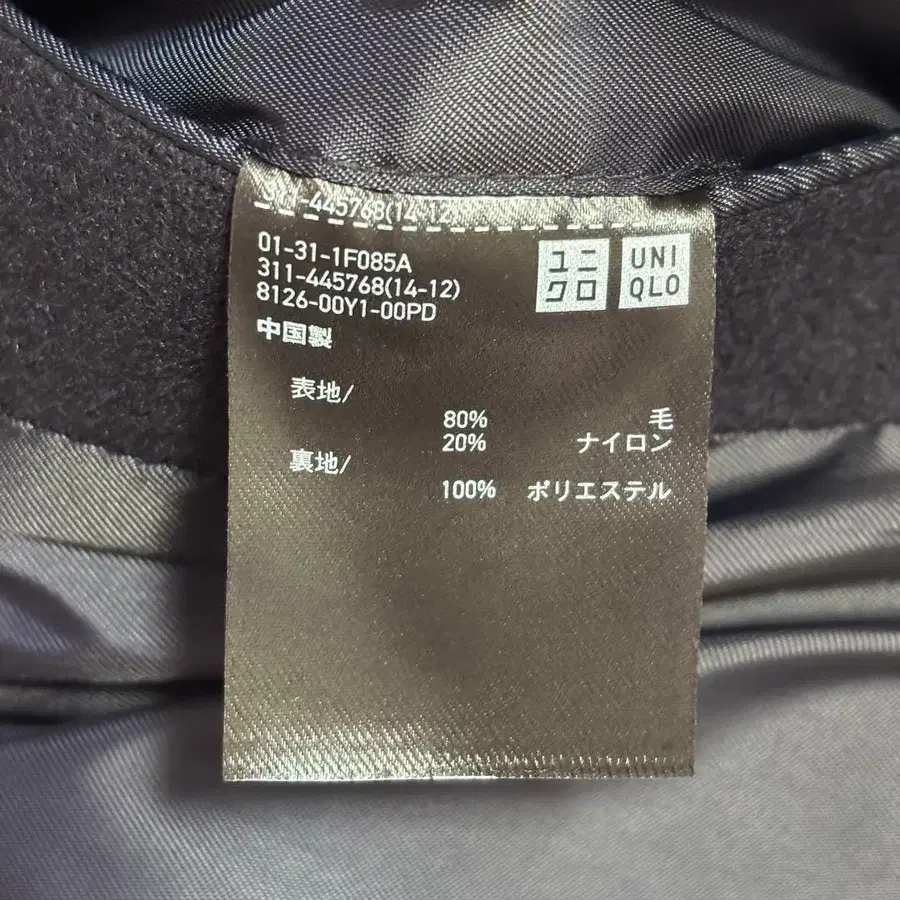 445768(14-12)
01-31-1F085A
311-445768(14-12)
8126-00Y1-00PD
中国製
ユニクロ
UNIQLO
表地/
80% 毛
20% ナイロン
裏地/
100% ポリエステル